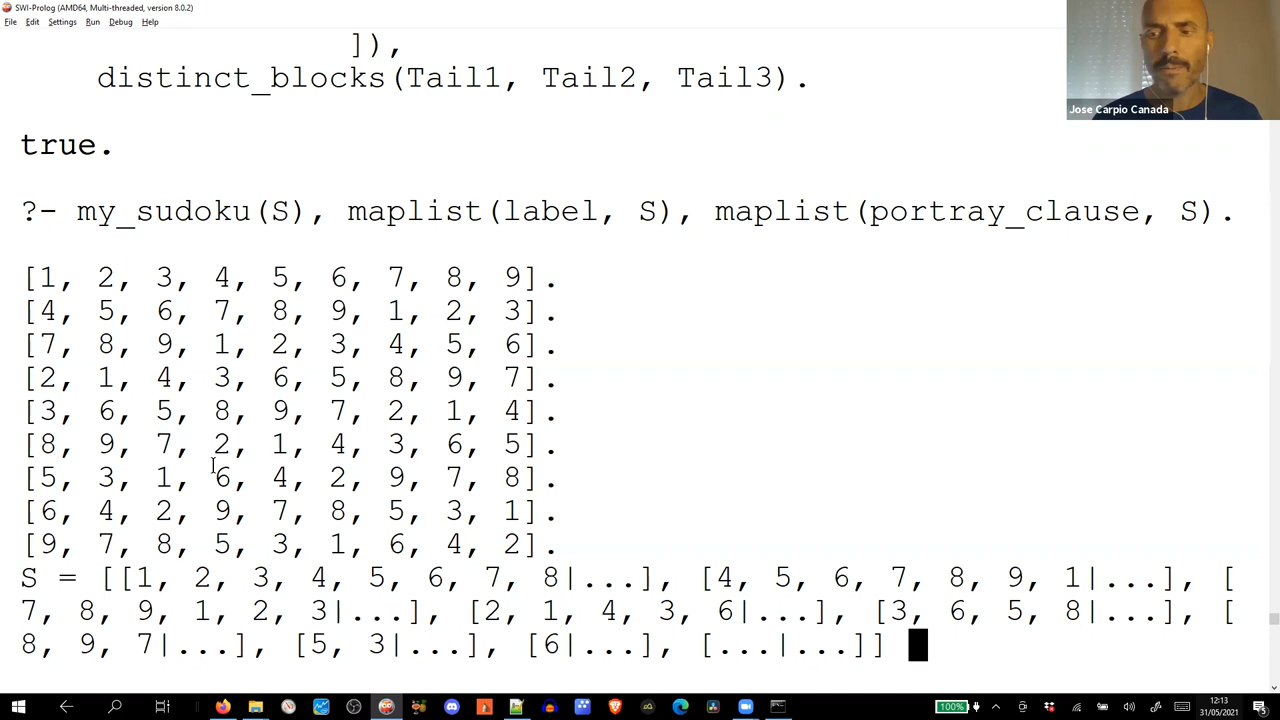 SWI-Prolog (AMD64, Multi-threaded, version 8.0.2)
File Edit Settings Run Debug Help
]),
distinct_blocks(Tail1, Tail2, Tail3).
Jose Carpio Canada
true.
?- my_sudoku(S), maplist(label, S), maplist(portray_clause, S).
[1, 2, 3, 4, 5, 6, 7, 8, 9].
[4, 5, 6, 7, 8, 9, 1, 2, 3].
[7, 8, 9, 1, 2, 3, 4, 5, 6].
[2, 1, 4, 3, 6, 5, 8, 9, 7].
[3, 6, 5, 8, 9, 7, 2, 1, 4].
[8, 9, 7, 2, 1, 4, 3, 6, 5].
[5, 3, 1, 6, 4, 2, 9, 7, 8].
[6, 4, 2, 9, 7, 8, 5, 3, 1].
[9, 7, 8, 5, 3, 1, 6, 4, 2].
S = [[1, 2, 3, 4, 5, 6, 7, 8|...], [4, 5, 6, 7, 8, 9, 1|...], [
7, 8, 9, 1, 2, 3|...], [2, 1, 4, 3, 6|...], [3, 6, 5, 8|...], [
8, 9, 7|...], [5, 3|...], [6|...], [...|...]]
100%
12:13
31/05/2021